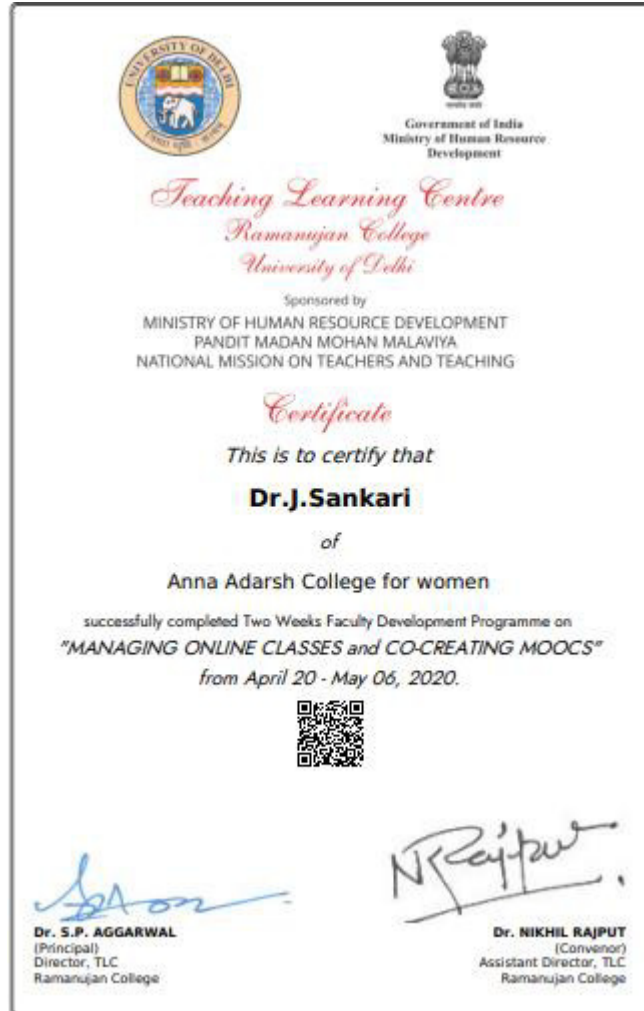 UNIVERSITY OF DELHI
Government of India
Ministry of Human Resource
Development
Teaching Learning Centre
Ramanujan College
University of Delhi
Sponsored by
MINISTRY OF HUMAN RESOURCE DEVELOPMENT
PANDIT MADAN MOHAN MALAVIYA
NATIONAL MISSION ON TEACHERS AND TEACHING
Certificate
This is to certify that
Dr.J.Sankari
of
Anna Adarsh College for women
successfully completed Two Weeks Faculty Development Programme on
"MANAGING ONLINE CLASSES and CO-CREATING MOOCS"
from April 20 - May 06, 2020.
NRajput
Dr. S.P. AGGARWAL
(Principal)
Director, TLC
Ramanujan College
Dr. NIKHIL RAJPUT
(Convenor)
Assistant Director, TLC
Ramanujan College